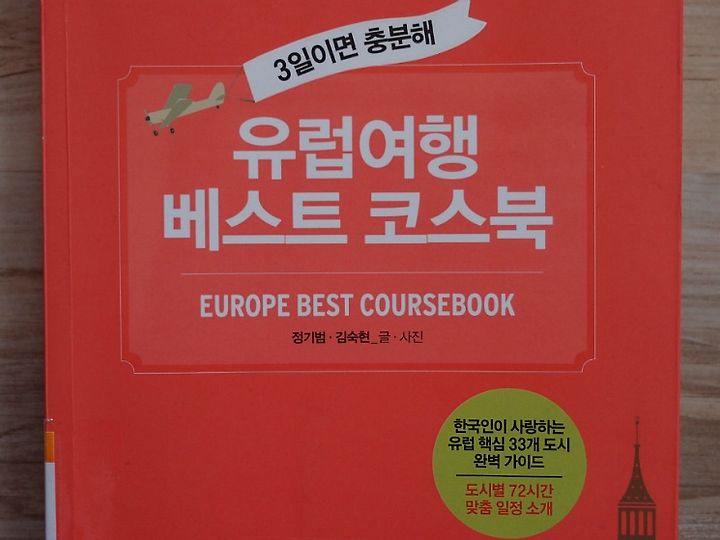 3일이면 충분해
유럽여행
베스트 코스북
EUROPE BEST COURSEBOOK
정기범·김숙현_글·사진
한국인이 사랑하는
유럽 핵심 33개 도시
완벽 가이드
도시별 72시간
맞춤 일정 소개